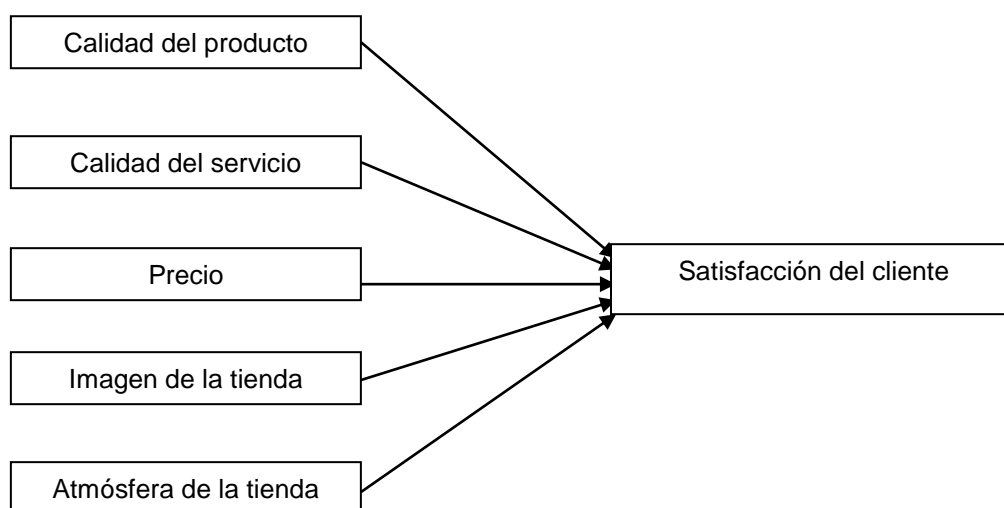 Calidad del producto
Calidad del servicio
Precio
Satisfacción del cliente
Imagen de la tienda
Atmósfera de la tienda